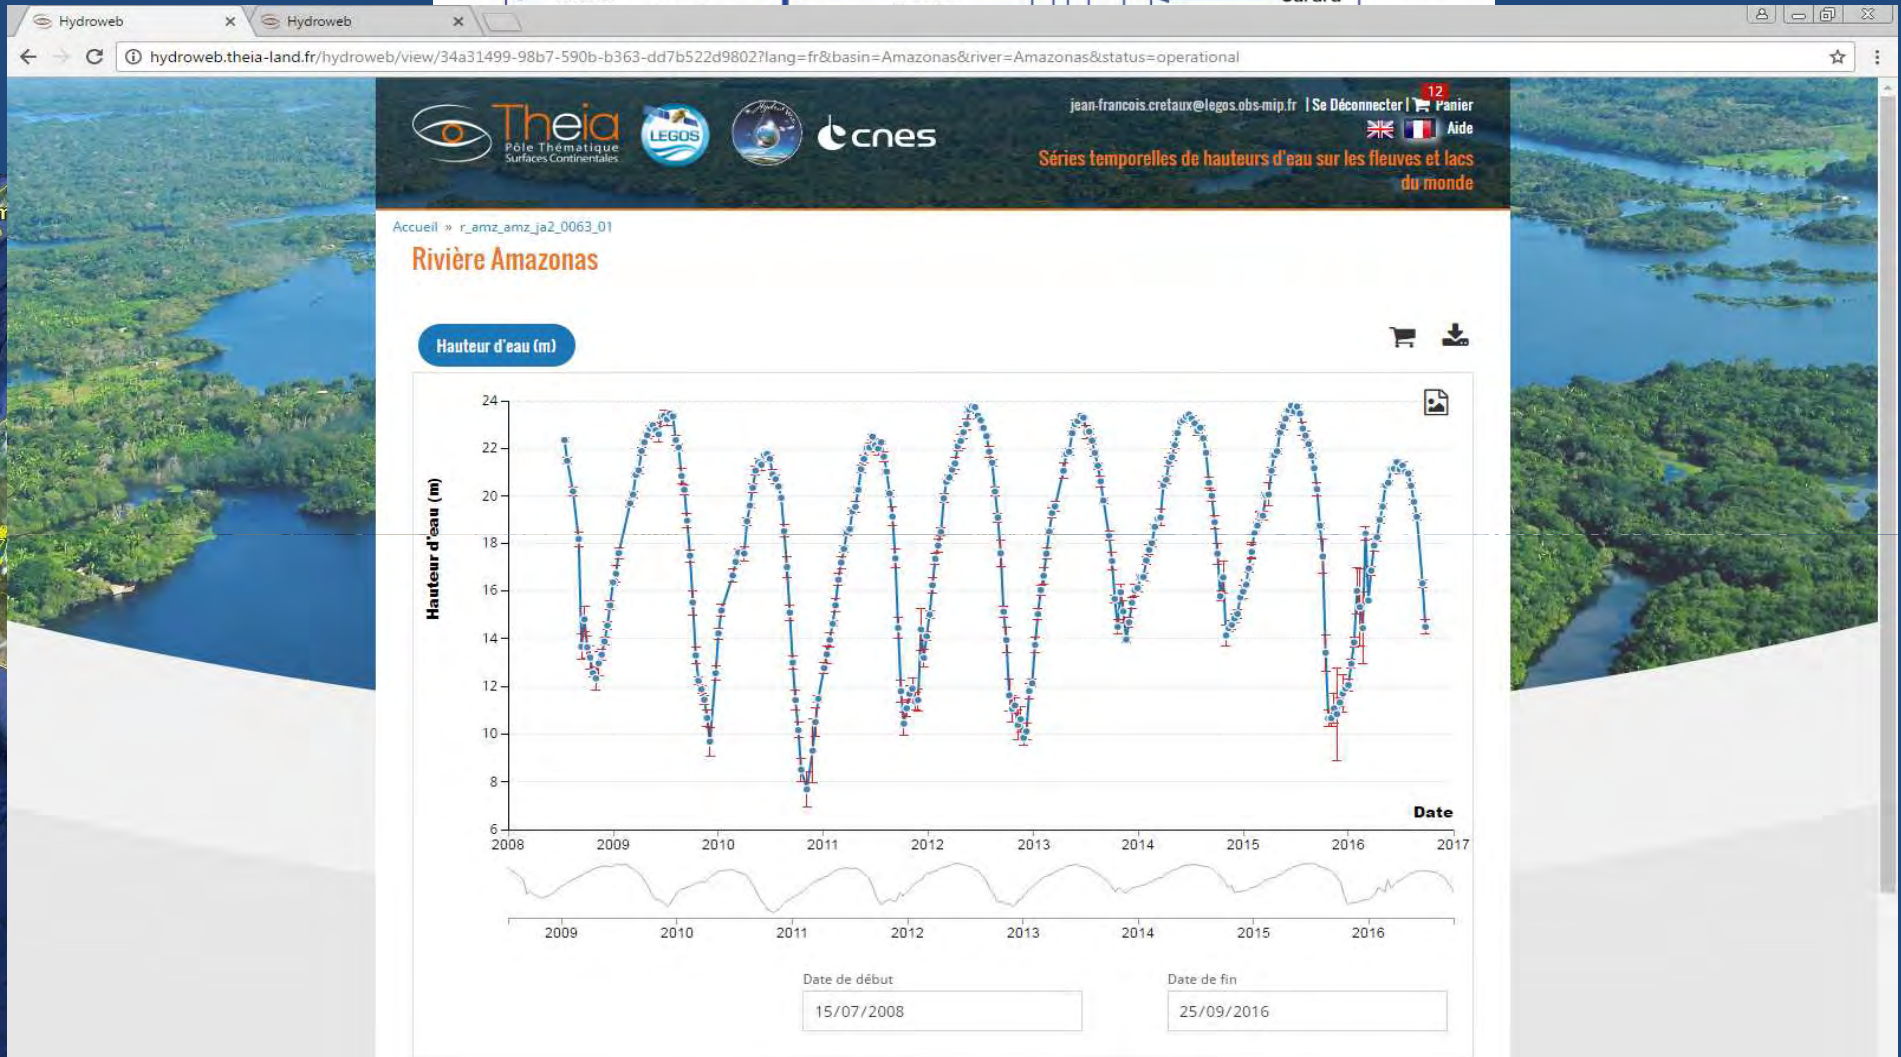 Hydroweb
Hydroweb
hydroweb.theia-land.fr/hydroweb/view/34a31499-98b7-590b-b363-dd7b522d9802?lang=fr&basin=Amazonas&river=Amazonas&status=operational
Theia
Pôle Thématique
Surfaces Continentales
LEGOS
cnes
12
jean-francois.cretaux@legos.obs-mip.fr | Se Déconnecter | Panier
Aide
Séries temporelles de hauteurs d'eau sur les fleuves et lacs
du monde
Accueil » r_amz_amz_ja2_0063_01
Rivière Amazonas
Hauteur d'eau (m)
Hauteur d'eau (m)
24
22
20
18
16
14
12
10
8
6
Date
2008 2009 2010 2011 2012 2013 2014 2015 2016 2017
2009 2010 2011 2012 2013 2014 2015 2016
Date de début
15/07/2008
Date de fin
25/09/2016